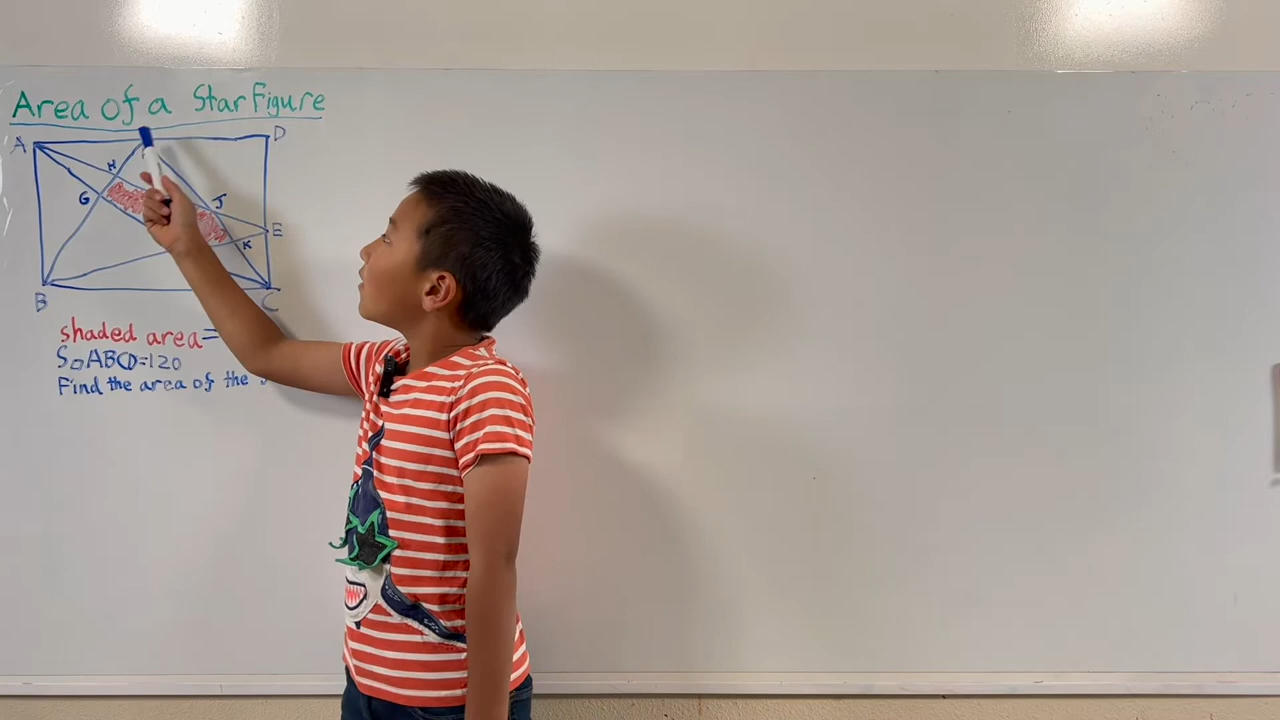 Area of a Star Figure
A D
H
G J
E
K
B C
shaded area=
S▱ABCD=120
Find the area of the